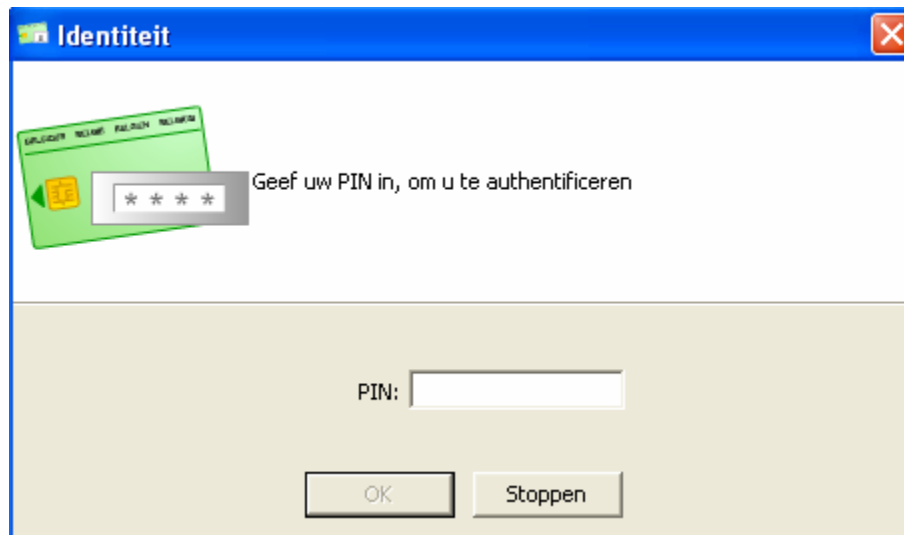 Identiteit
* * * *
Geef uw PIN in, om u te authentificeren
PIN:
OK
Stoppen